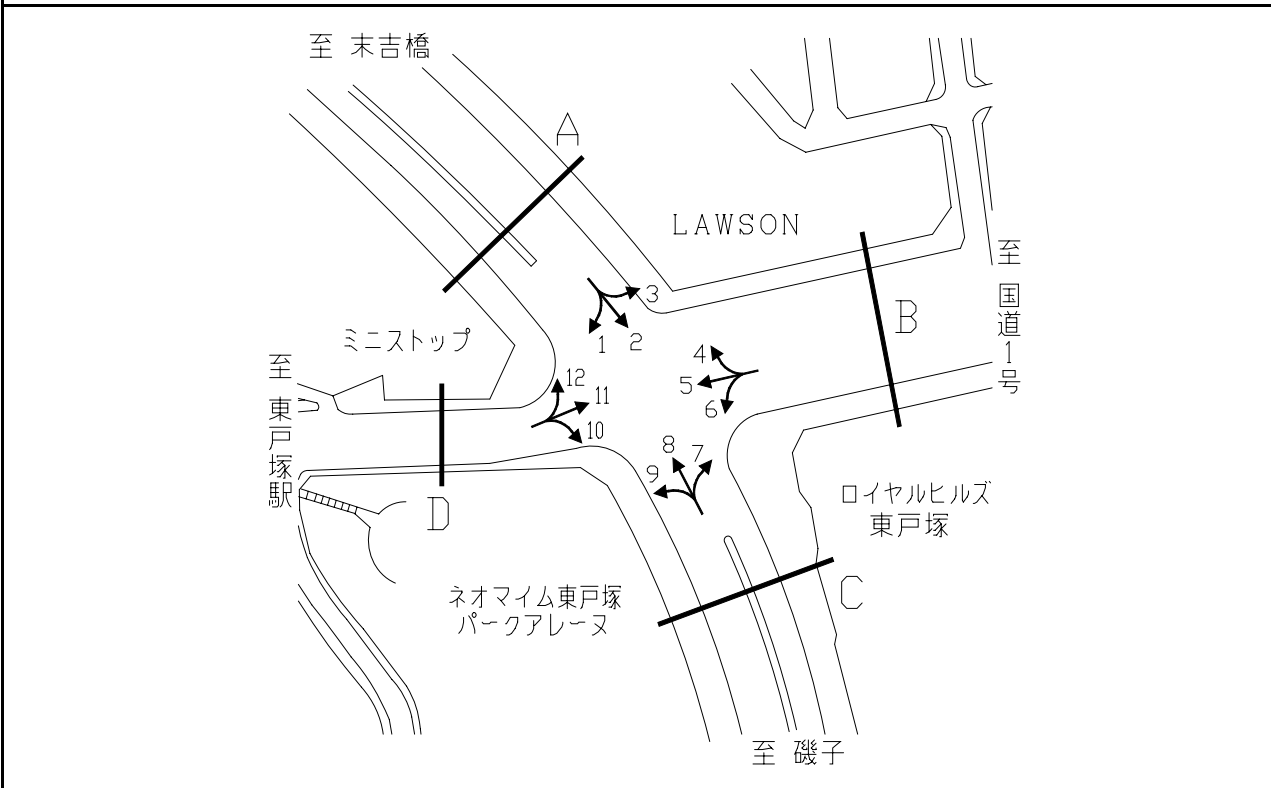 至 末吉橋
A
LAWSON
至 国道1号
3
ミニストップ
1
2
B
4
至 東戸塚駅
12
5
11
6
10
8
7
9
D
ロイヤルヒルズ
東戸塚
C
ネオマイム東戸塚
パークアレーヌ
至 磯子